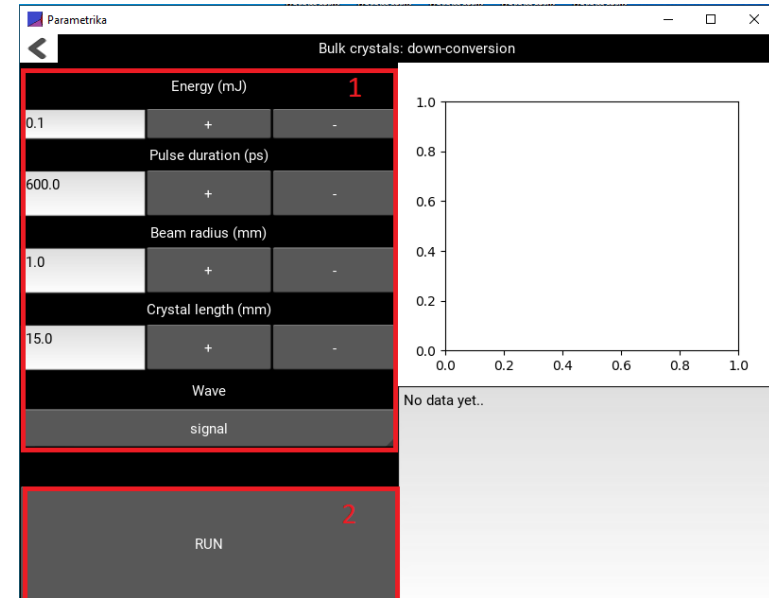 Parametrika
Bulk crystals: down-conversion
1
Energy (mJ)
0.1 + -
Pulse duration (ps)
600.0 + -
Beam radius (mm)
1.0 + -
Crystal length (mm)
15.0 + -
Wave
signal
2
RUN
1.0
0.8
0.6
0.4
0.2
0.0
0.0 0.2 0.4 0.6 0.8 1.0
No data yet..